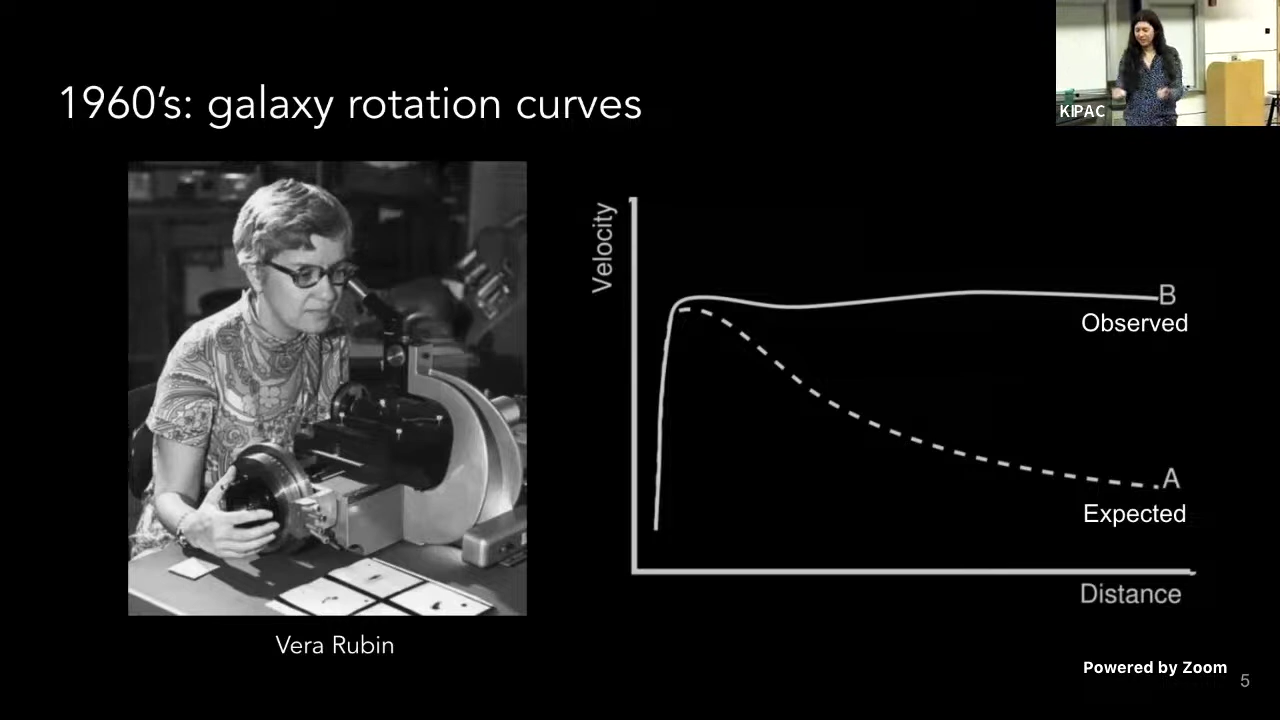 1960's: galaxy rotation curves
KIPAC
Velocity
B
Observed
A
Expected
Distance
Vera Rubin
Powered by Zoom
5